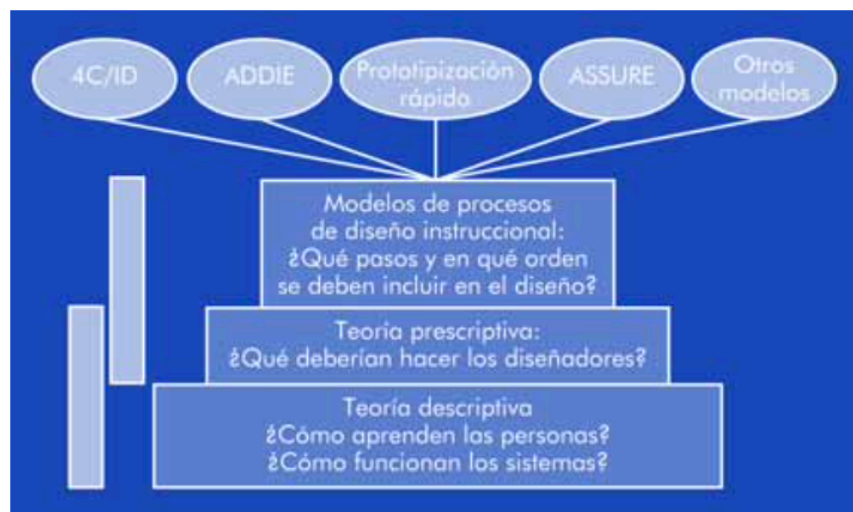 4C/ID
ADDIE
Prototipización
rápida
ASSURE
Otros
modelos
Modelos de procesos
de diseño instruccional:
¿Qué pasos y en qué orden
se deben incluir en el diseño?
Teoría prescriptiva:
¿Qué deberían hacer los diseñadores?
Teoría descriptiva
¿Cómo aprenden las personas?
¿Cómo funcionan los sistemas?